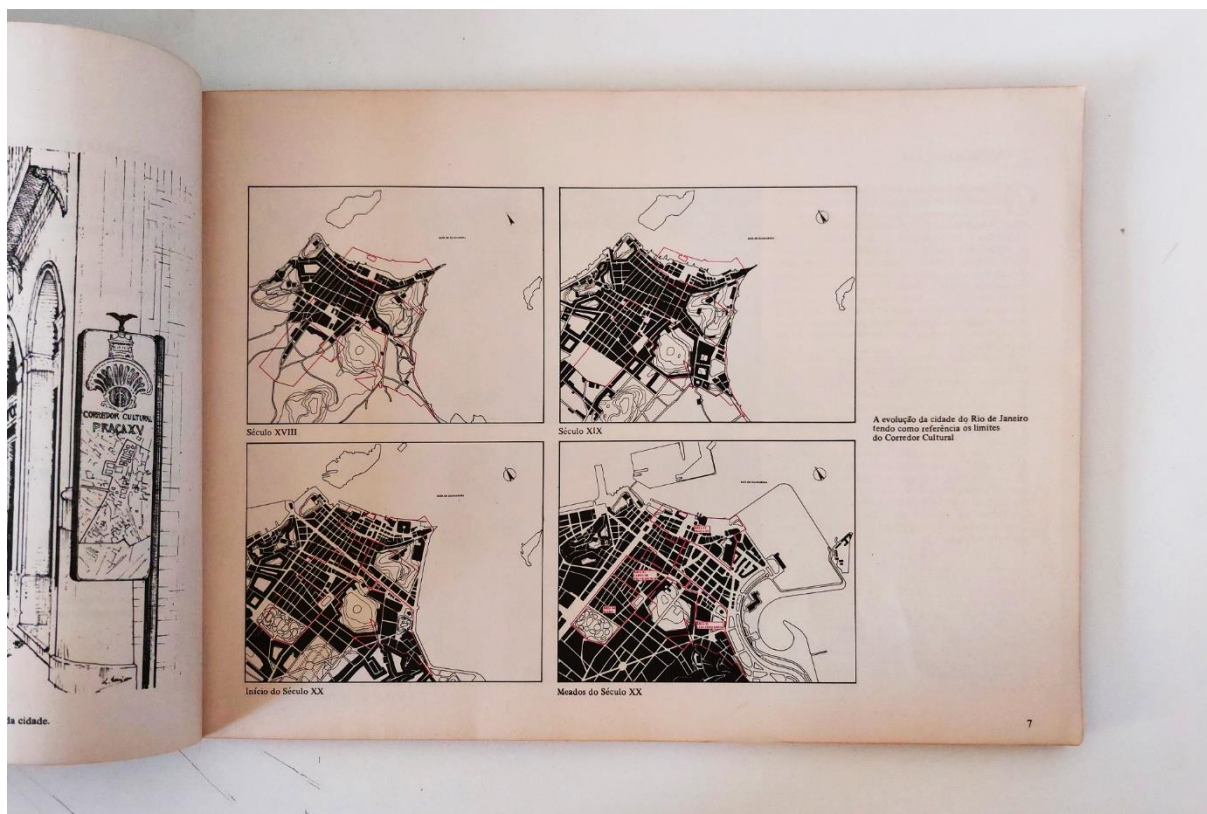 CORREDOR CULTURAL
PRAÇA XV
da cidade.
Século XVIII
Século XIX
Início do Século XX
Meados do Século XX
A evolução da cidade do Rio de Janeiro
tendo como referência os limites
do Corredor Cultural
7